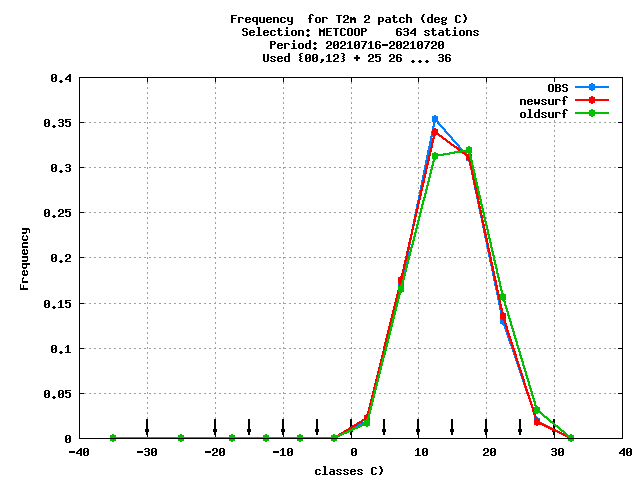 Frequency  for T2m 2 patch (deg C)
Selection: METCOOP    634 stations
Period: 20210716-20210720
Used {00,12} + 25 26 ... 36
0.4
0.35
0.3
0.25
0.2
0.15
0.1
0.05
0
Frequency
OBS
newsurf
oldsurf
-40 -30 -20 -10 0 10 20 30 40
classes C)